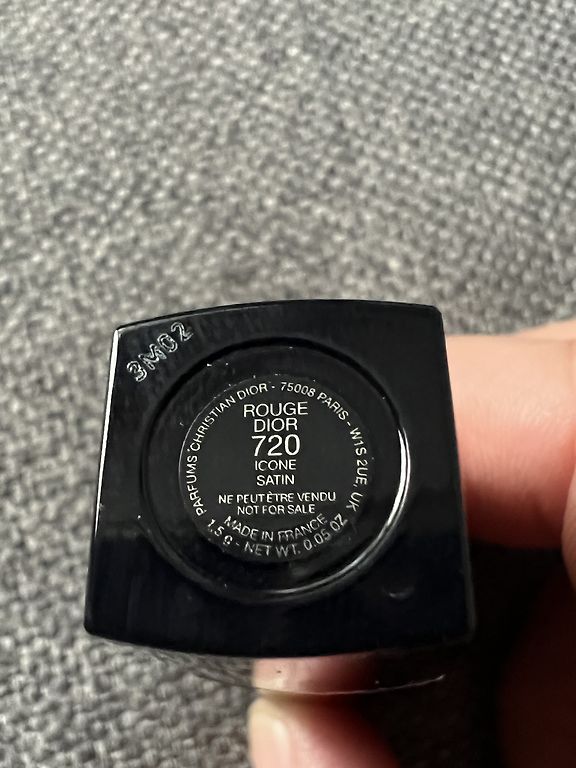 3M02
PARFUMS CHRISTIAN DIOR - 75008 PARIS - W1S 2UE, UK
ROUGE
DIOR
720
ICONE
SATIN
NE PEUT ÊTRE VENDU
NOT FOR SALE
MADE IN FRANCE
1.5 G - NET WT. 0.05 OZ